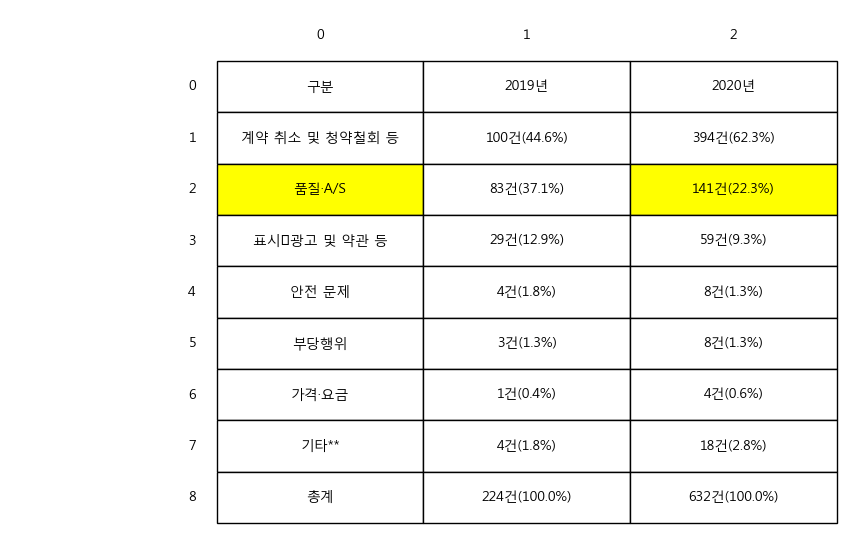 0 1 2
0 구분 2019년 2020년
1 계약 취소 및 청약철회 등 100건(44.6%) 394건(62.3%)
2 품질·A/S 83건(37.1%) 141건(22.3%)
3 표시▯광고 및 약관 등 29건(12.9%) 59건(9.3%)
4 안전 문제 4건(1.8%) 8건(1.3%)
5 부당행위 3건(1.3%) 8건(1.3%)
6 가격·요금 1건(0.4%) 4건(0.6%)
7 기타** 4건(1.8%) 18건(2.8%)
8 총계 224건(100.0%) 632건(100.0%)